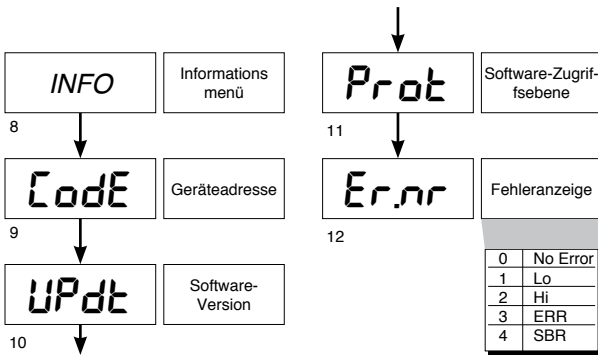 INFO
Informations
menü
8
CodE
Geräteadresse
9
UPdt
Software-
Version
10
Prot
Software-Zugrif-
fsebene
11
Er.nr
Fehleranzeige
12
0 No Error
1 Lo
2 Hi
3 ERR
4 SBR